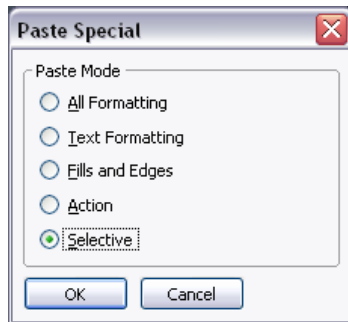 Paste Special
Paste Mode
All Formatting
Text Formatting
Fills and Edges
Action
Selective
OK Cancel